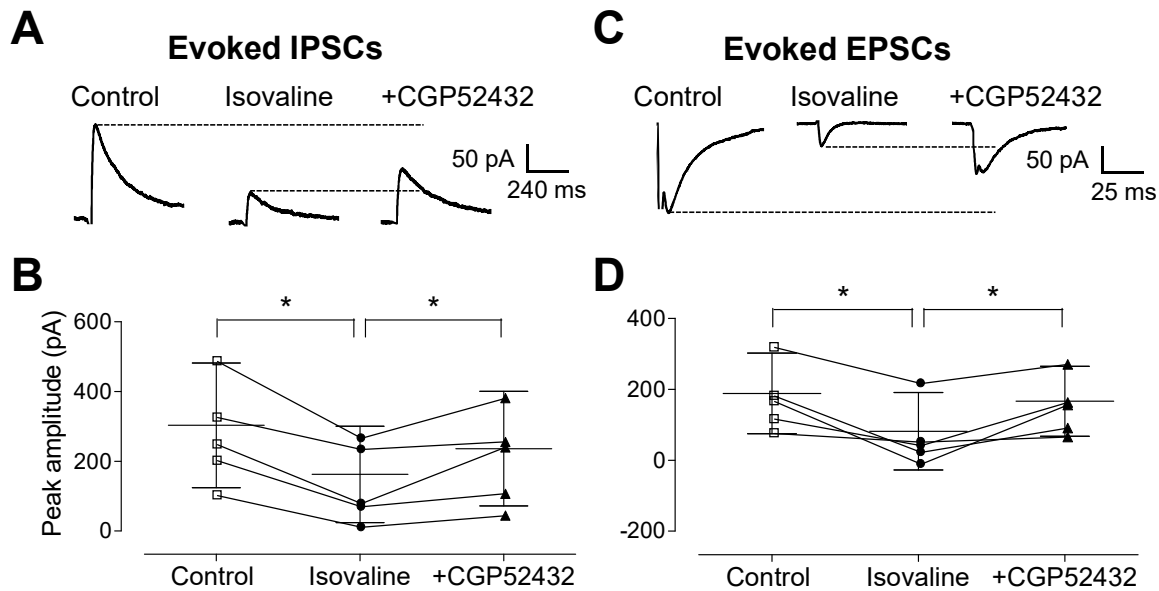 A
Evoked IPSCs
Control
Isovaline
+CGP52432
50 pA
240 ms
C
Evoked EPSCs
Control
Isovaline
+CGP52432
50 pA
25 ms
B
Peak amplitude (pA)
600
400
200
0
*
*
Control
Isovaline
+CGP52432
D
400
200
0
-200
*
*
Control
Isovaline
+CGP52432